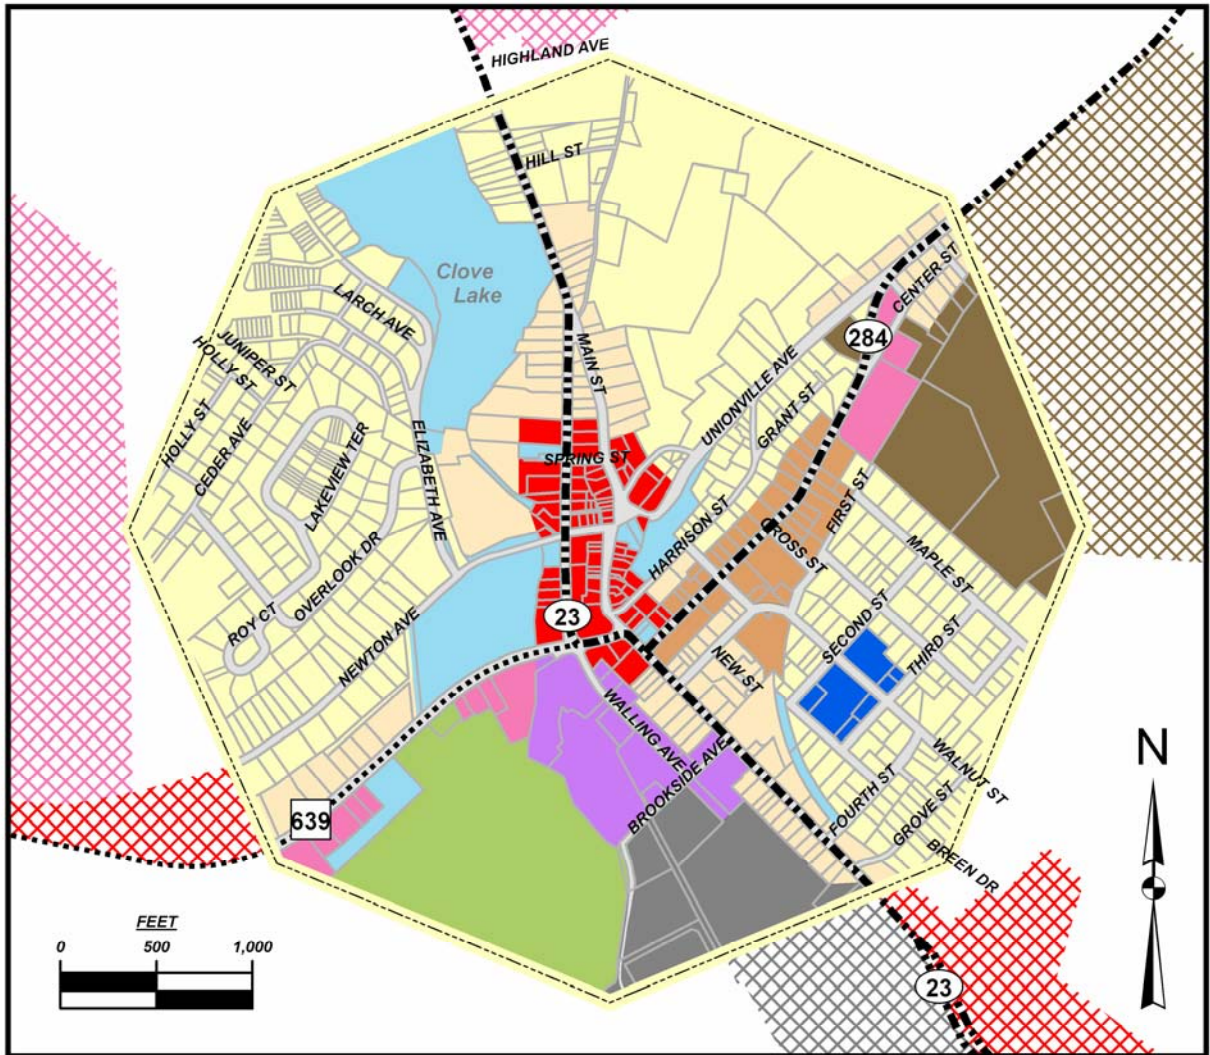 HIGHLAND AVE
HILL ST
Clove
Lake
LARCH AVE
CENTER ST
284
JUNIPER ST
HOLLY ST
MAIN ST
UNIONVILLE AVE
GRANT ST
HOLLY ST
CEDER AVE
LAKEVIEW TER
ELIZABETH AVE
SPRING ST
FIRST ST
HARRISON ST
CROSS ST
MAPLE ST
OVERLOOK DR
ROY CT
NEWTON AVE
23
SECOND ST
THIRD ST
NEW ST
WALLING AVE
BROOKSIDE AVE
WALNUT ST
FOURTH ST
GROVE ST
BREEN DR
639
N
FEET
0 500 1,000
23